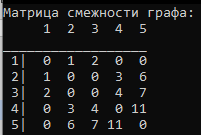 Матрица смежности графа:
     1  2  3  4  5
___________________
 1|  0  1  2  0  0
 2|  1  0  0  3  6
 3|  2  0  0  4  7
 4|  0  3  4  0 11
 5|  0  6  7 11  0